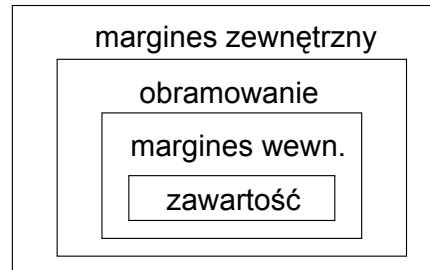 margines zewnętrzny
obramowanie
margines wewn.
zawartość